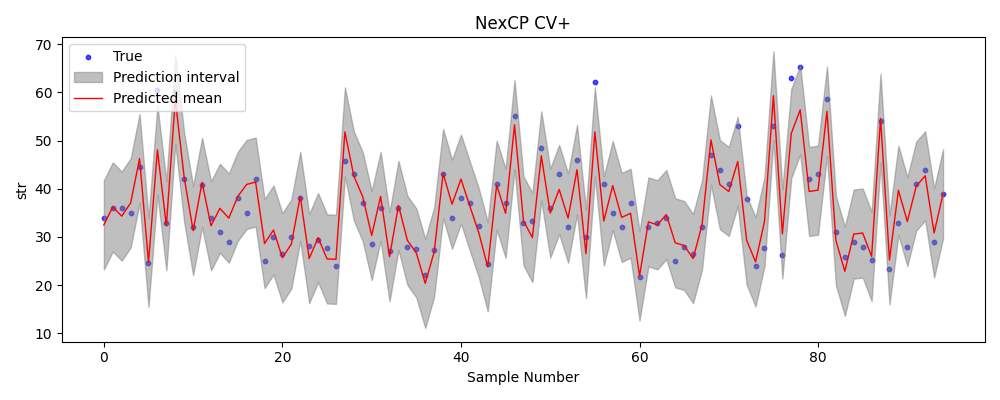 NexCP CV+
True
Prediction interval
Predicted mean
70
60
50
40
30
20
10
str
0
20
40
60
80
Sample Number